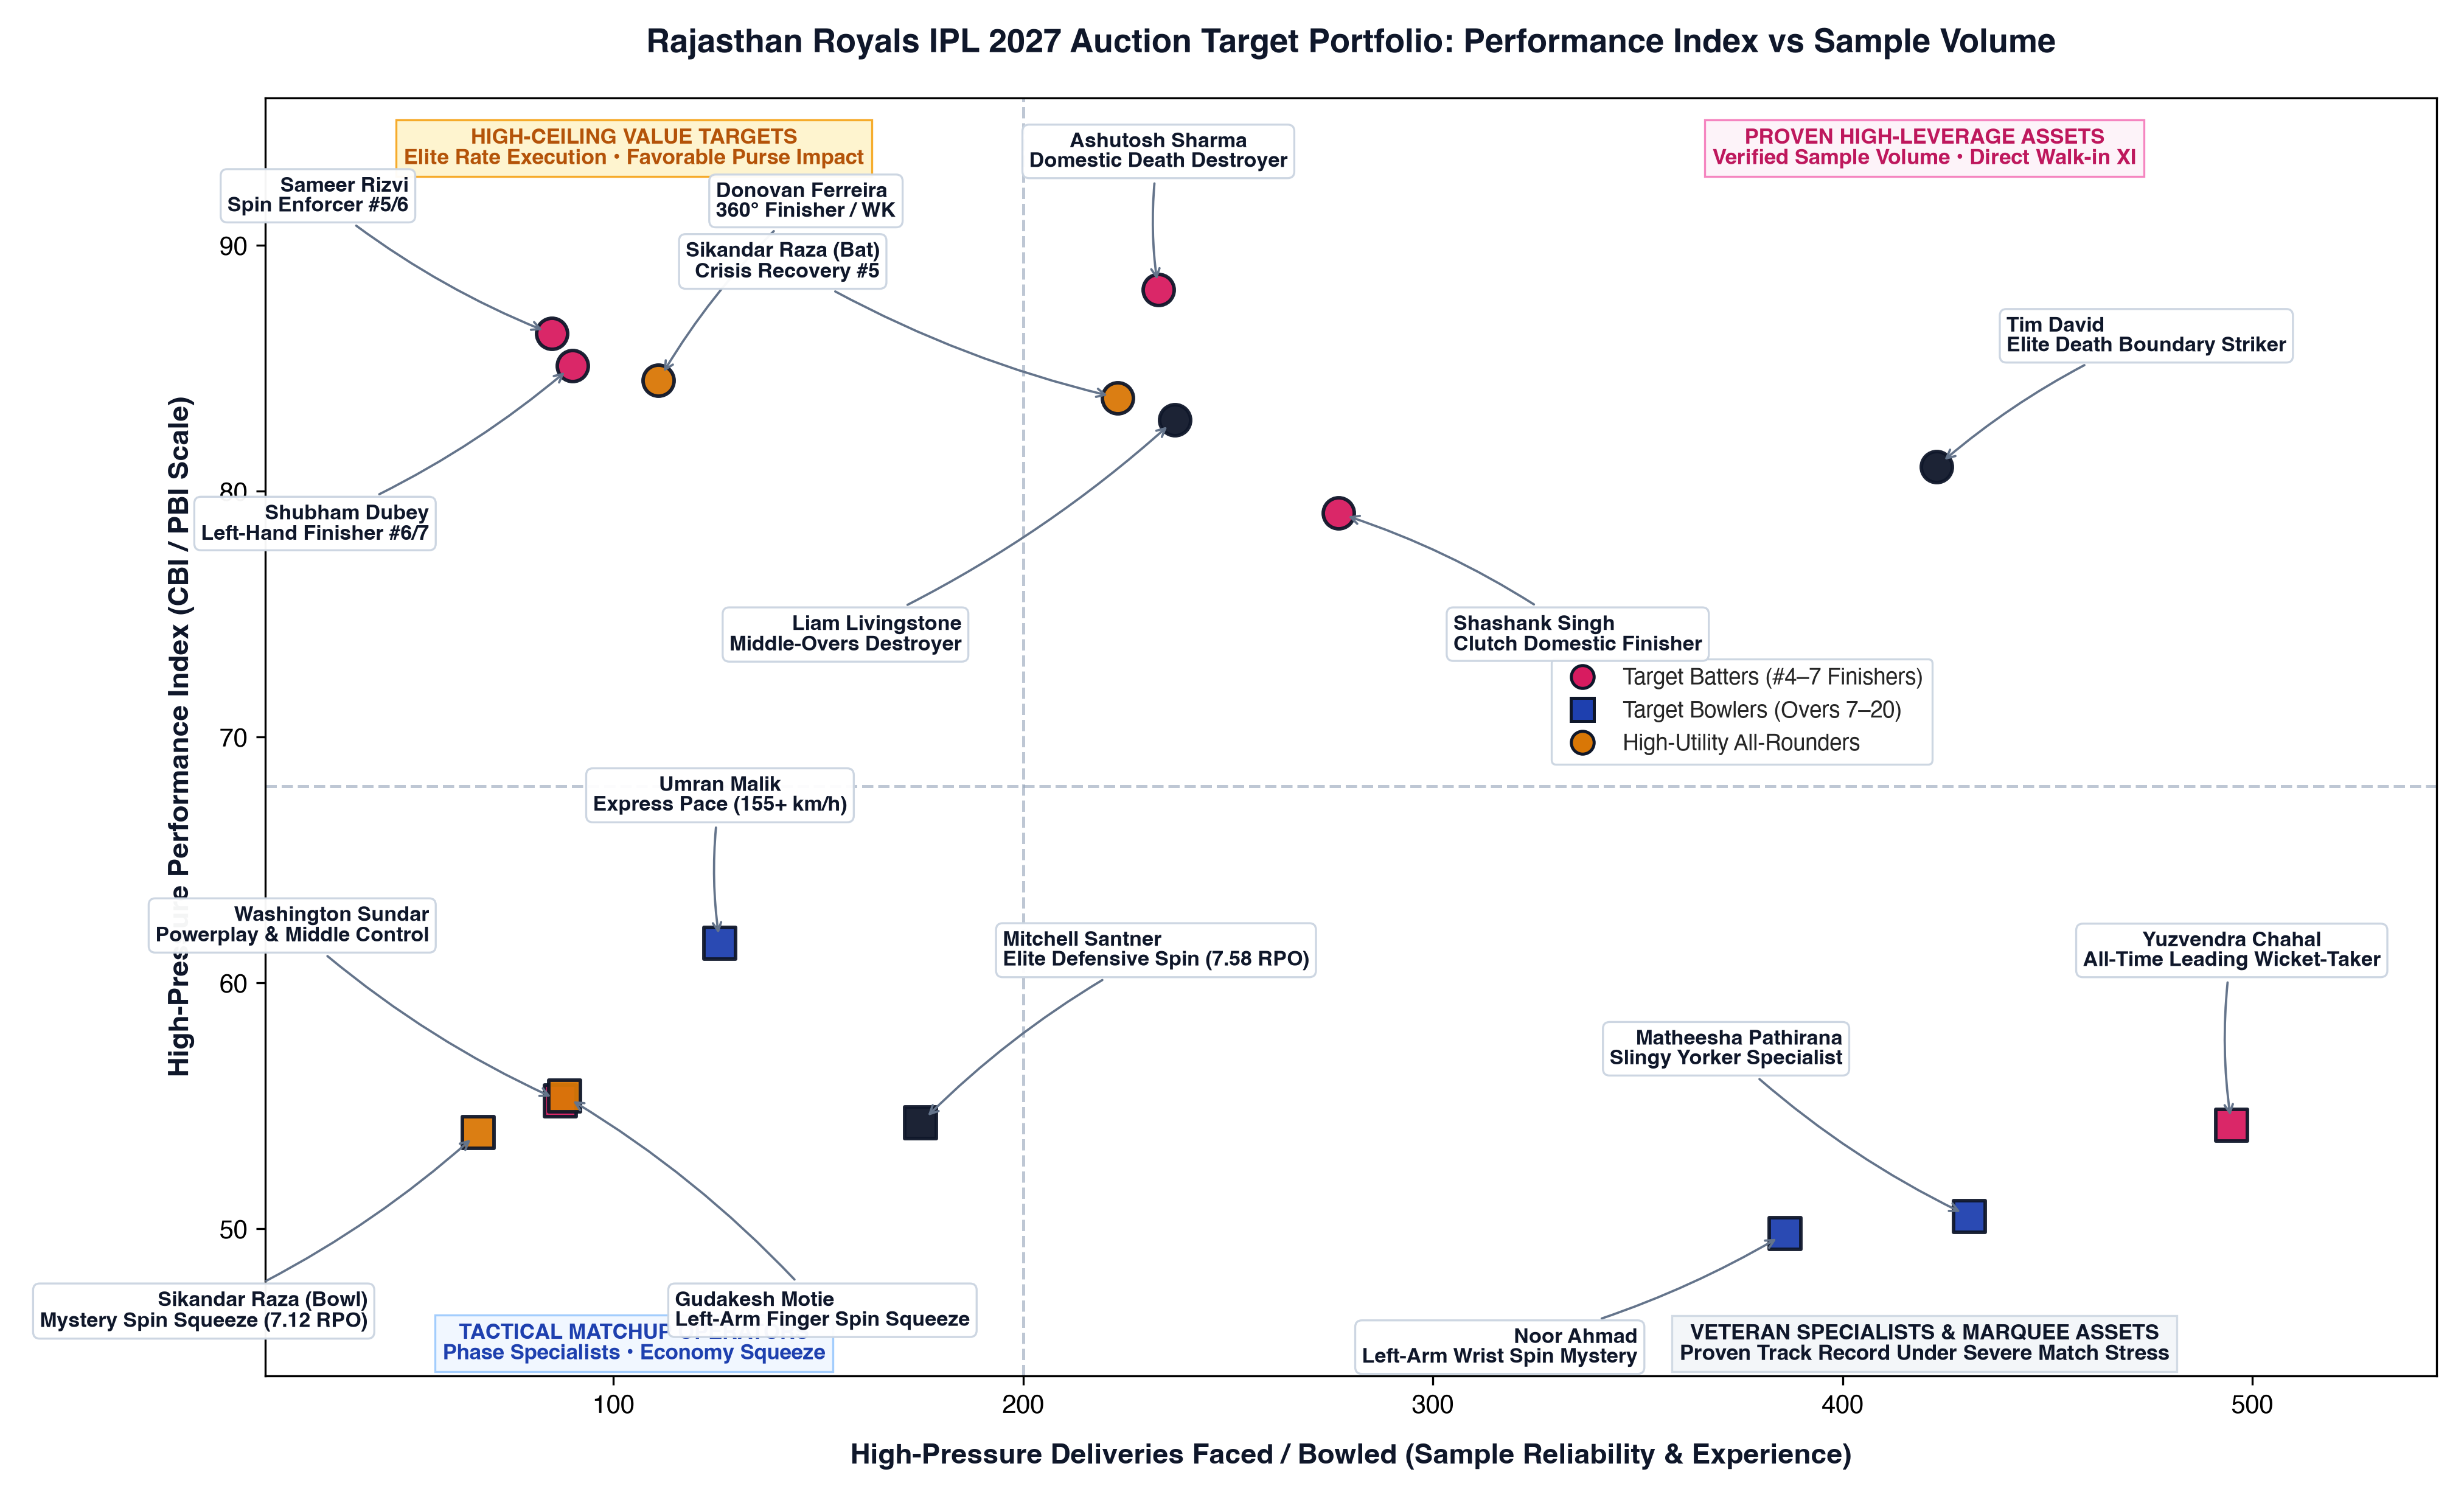 Rajasthan Royals IPL 2027 Auction Target Portfolio: Performance Index vs Sample Volume
HIGH-CEILING VALUE TARGETS
Elite Rate Execution • Favorable Purse Impact
PROVEN HIGH-LEVERAGE ASSETS
Verified Sample Volume • Direct Walk-in XI
Ashutosh Sharma
Domestic Death Destroyer
Sameer Rizvi
Spin Enforcer #5/6
Donovan Ferreira
360° Finisher / WK
Sikandar Raza (Bat)
Crisis Recovery #5
Tim David
Elite Death Boundary Striker
Shubham Dubey
Left-Hand Finisher #6/7
Liam Livingstone
Middle-Overs Destroyer
Shashank Singh
Clutch Domestic Finisher
Target Batters (#4–7 Finishers)
Target Bowlers (Overs 7–20)
High-Utility All-Rounders
Umran Malik
Express Pace (155+ km/h)
Washington Sundar
Powerplay & Middle Control
Mitchell Santner
Elite Defensive Spin (7.58 RPO)
Yuzvendra Chahal
All-Time Leading Wicket-Taker
Matheesha Pathirana
Slingy Yorker Specialist
Sikandar Raza (Bowl)
Mystery Spin Squeeze (7.12 RPO)
Gudakesh Motie
Left-Arm Finger Spin Squeeze
TACTICAL MATCHUP
Phase Specialists • Economy Squeeze
Noor Ahmad
Left-Arm Wrist Spin Mystery
VETERAN SPECIALISTS & MARQUEE ASSETS
Proven Track Record Under Severe Match Stress
90
80
70
60
50
High-Pressure Performance Index (CBI / PBI Scale)
100
200
300
400
500
High-Pressure Deliveries Faced / Bowled (Sample Reliability & Experience)